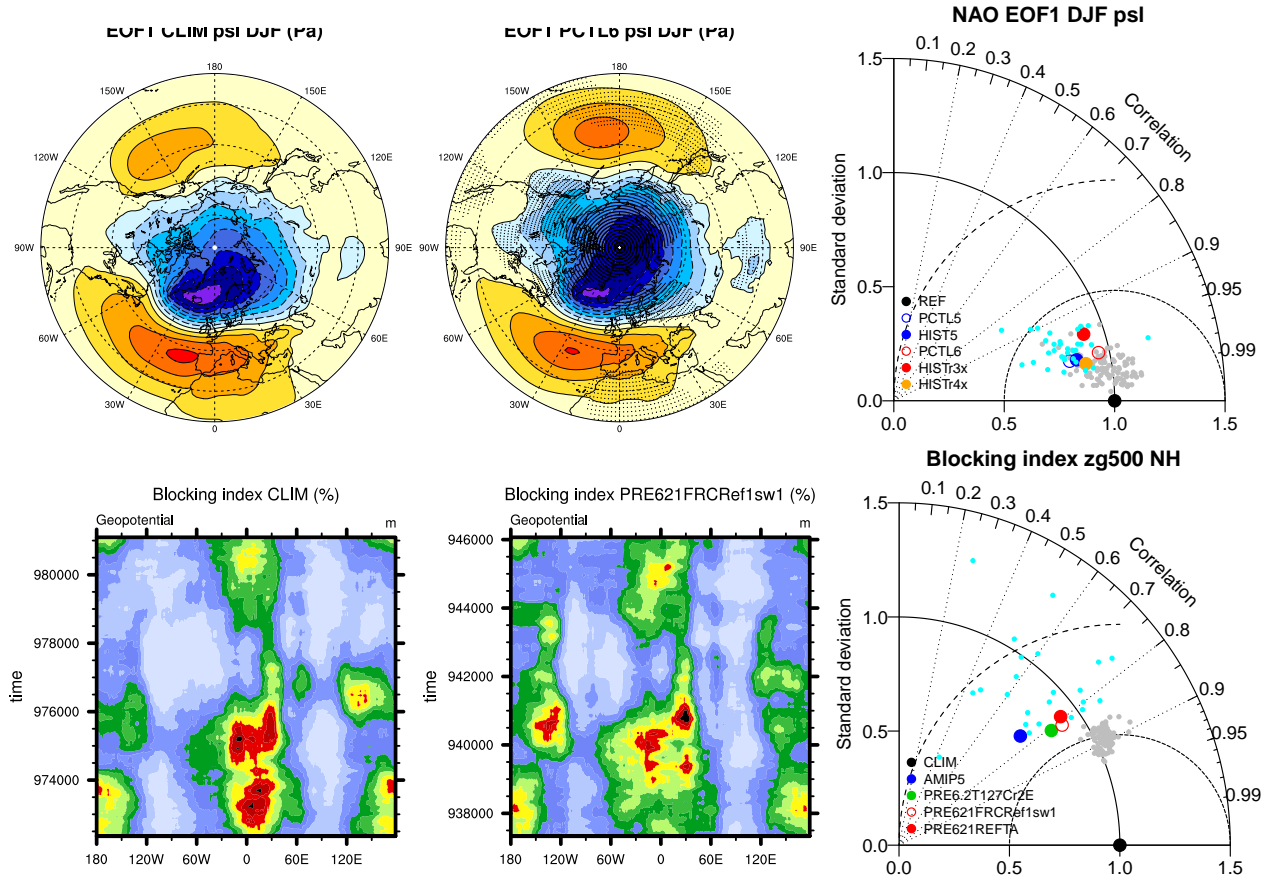 EOF1 CLIM psl DJF (Pa)
180
150W
150E
120W
120E
90W
90E
60W
60E
30W
30E
0
EOF1 PCTL6 psl DJF (Pa)
180
150W
150E
120W
120E
90W
90E
60W
60E
30W
30E
0
NAO EOF1 DJF psl
Standard deviation
1.5
1.0
0.5
0.0
0.0
0.5
1.0
1.5
0.1
0.2
0.3
0.4
0.5
0.6
0.7
0.8
0.9
0.95
0.99
Correlation
REF
PCTL5
HIST5
PCTL6
HISTr3x
HISTr4x
Blocking index CLIM (%)
Geopotential
m
time
980000
978000
976000
974000
180
120W
60W
0
60E
120E
Blocking index PRE621FRCRef1sw1 (%)
Geopotential
m
time
946000
944000
942000
940000
938000
180
120W
60W
0
60E
120E
Blocking index zg500 NH
Standard deviation
1.5
1.0
0.5
0.0
0.0
0.5
1.0
1.5
0.1
0.2
0.3
0.4
0.5
0.6
0.7
0.8
0.9
0.95
0.99
Correlation
CLIM
AMIP5
PRE6.2T127Cr2E
PRE621FRCRef1sw1
PRE621REFTA